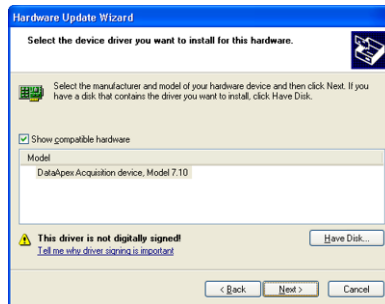 Hardware Update Wizard
Select the device driver you want to install for this hardware.
Select the manufacturer and model of your hardware device and then click Next. If you
have a disk that contains the driver you want to install, click Have Disk.
Show compatible hardware
Model
DataApex Acquisition device, Model 7.10
This driver is not digitally signed!
Have Disk...
Tell me why driver signing is important
< Back
Next >
Cancel